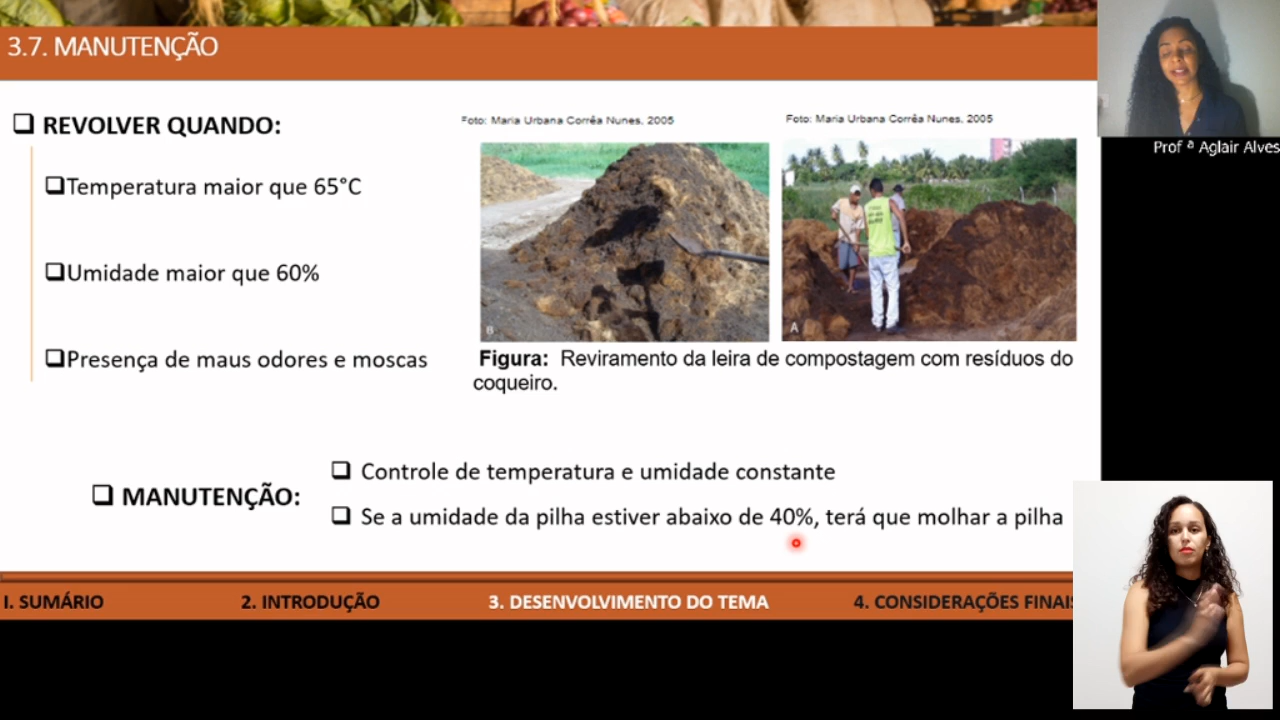 3.7. MANUTENÇÃO
REVOLVER QUANDO:
Temperatura maior que 65°C
Umidade maior que 60%
Presença de maus odores e moscas
Foto: Maria Urbana Corrêa Nunes. 2005
Foto: Maria Urbana Corrêa Nunes. 2005
B
A
Figura: Reviramento da leira de compostagem com resíduos do
coqueiro.
MANUTENÇÃO:
Controle de temperatura e umidade constante
Se a umidade da pilha estiver abaixo de 40%, terá que molhar a pilha
I. SUMÁRIO
2. INTRODUÇÃO
3. DESENVOLVIMENTO DO TEMA
4. CONSIDERAÇÕES FINAIS
Prof ª Aglair Alves